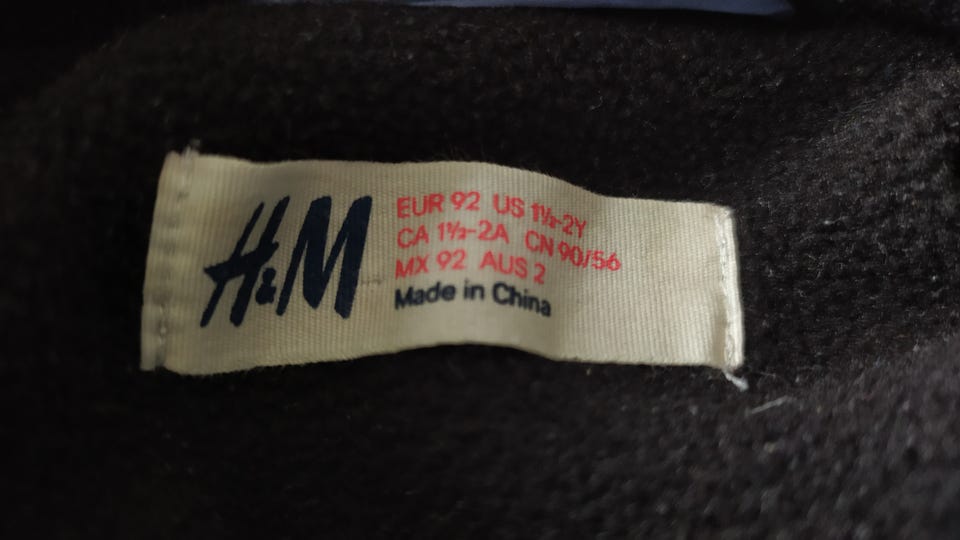 H&M
EUR 92 US 1½-2Y
CA 1½-2A CN 90/56
MX 92 AUS 2
Made in China